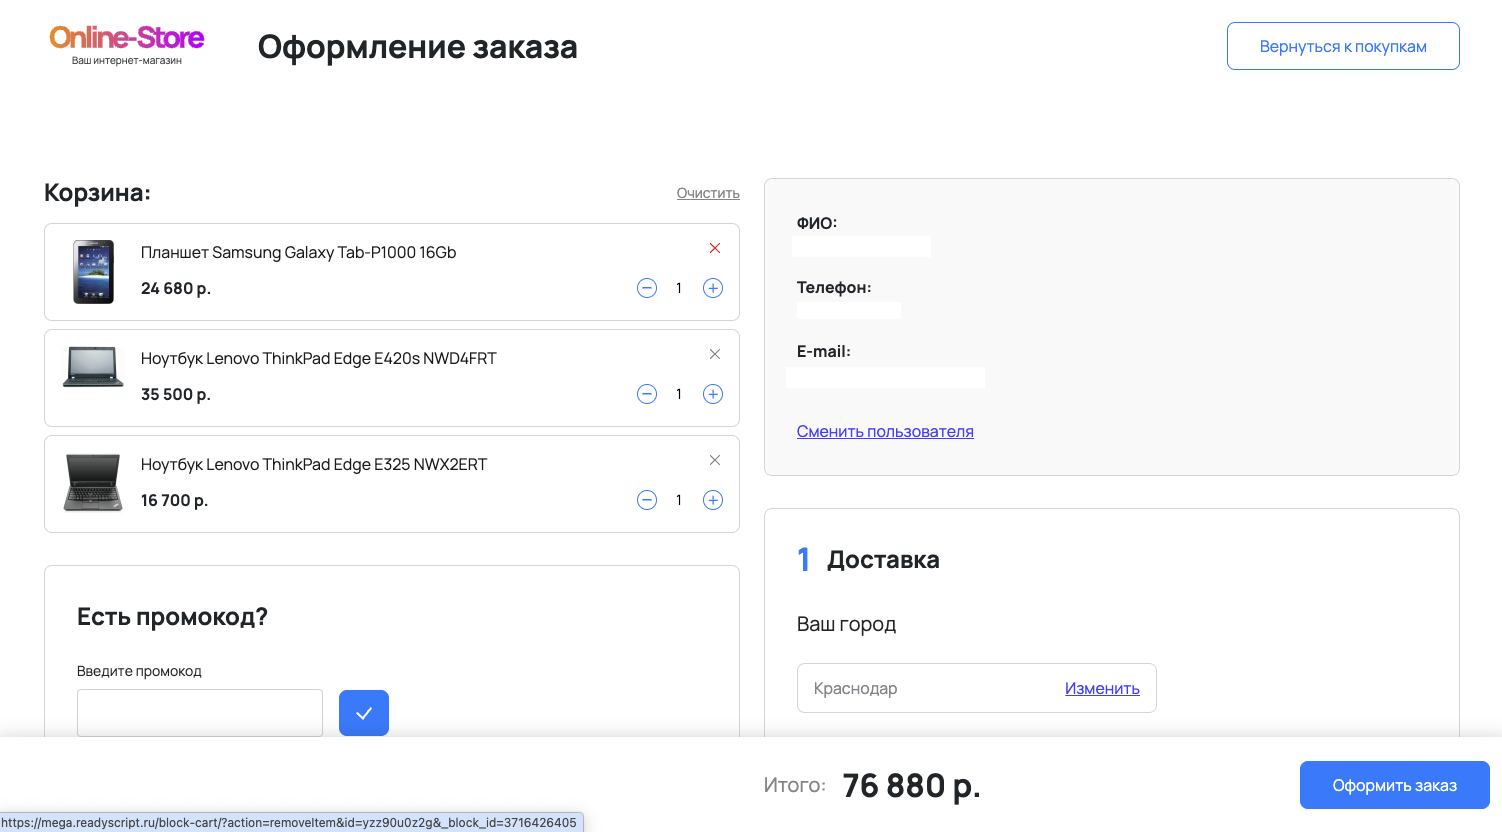 Online-Store
Ваш интернет-магазин
Оформление заказа
Вернуться к покупкам
Корзина:
Очистить
Планшет Samsung Galaxy Tab-P1000 16Gb
24 680 р.
1
Ноутбук Lenovo ThinkPad Edge E420s NWD4FRT
35 500 р.
1
Ноутбук Lenovo ThinkPad Edge E325 NWX2ERT
16 700 р.
1
Есть промокод?
Введите промокод
ФИО:
Телефон:
E-mail:
Сменить пользователя
1 Доставка
Ваш город
Краснодар
Изменить
Итого: 76 880 р.
Оформить заказ
https://mega.readyscript.ru/block-cart/?action=removeItem&id=yzz90u0z2g&_block_id=3716426405